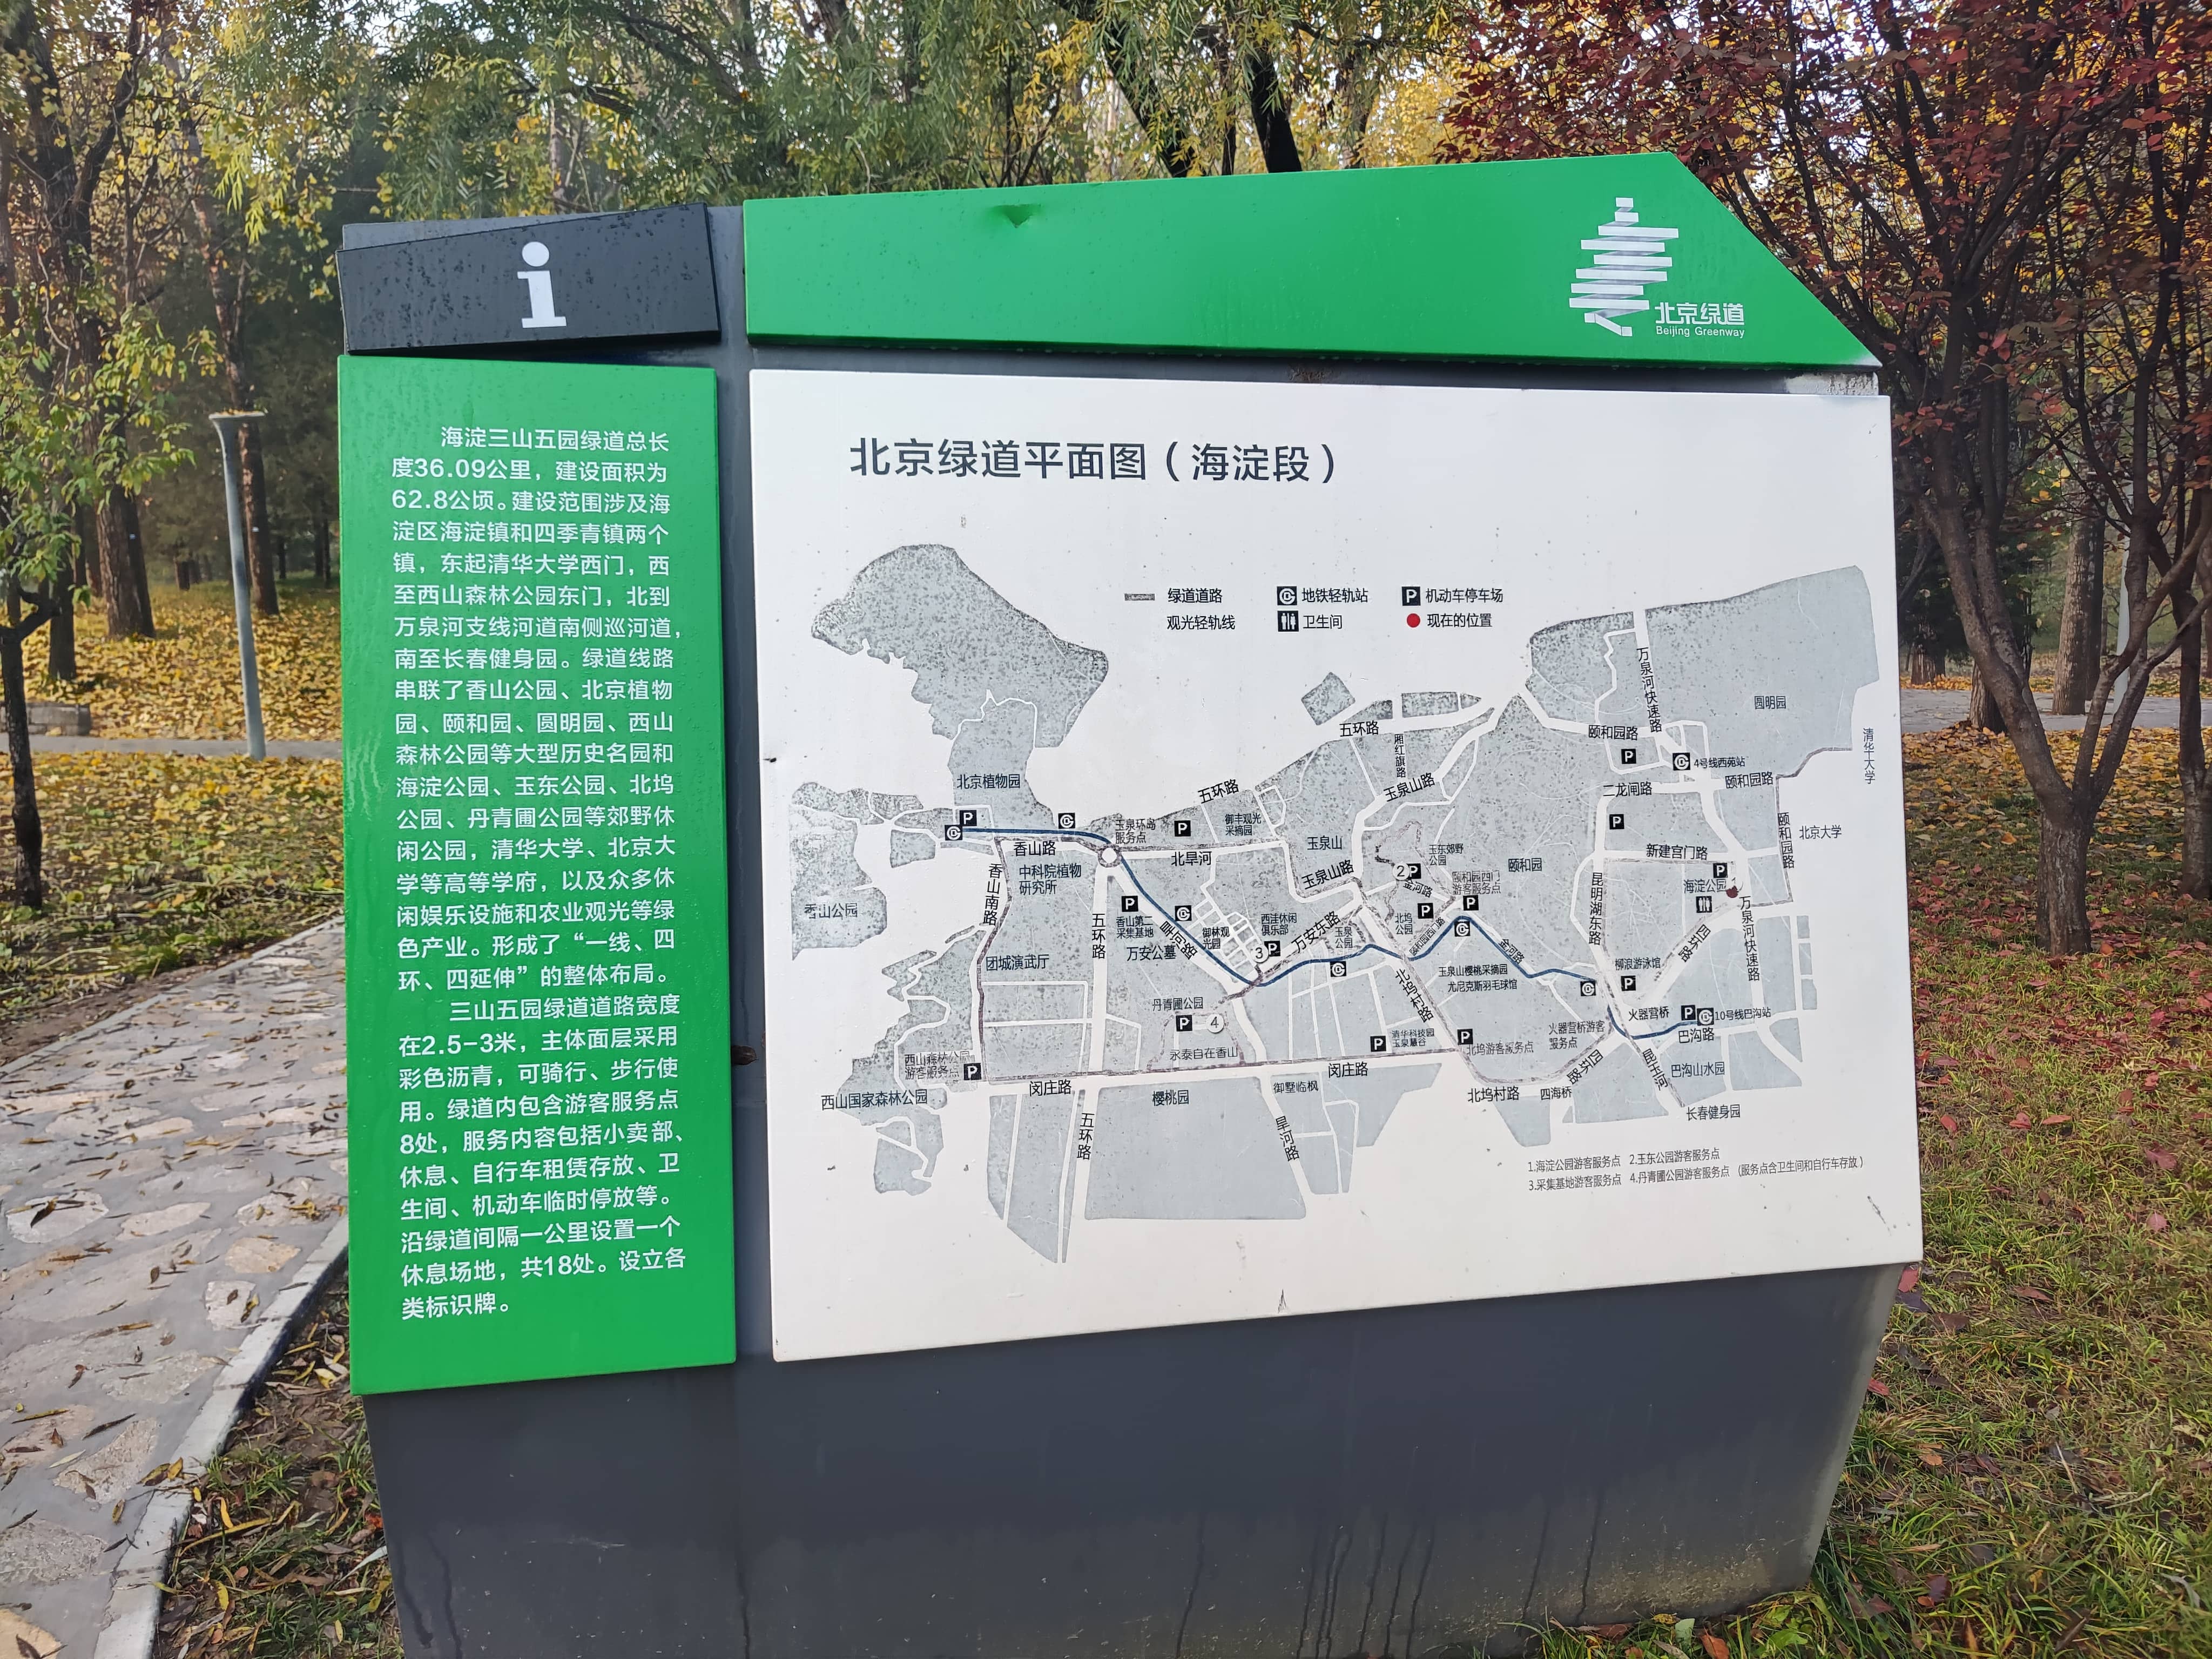 i
北京绿道
Beijing Greenway
海淀三山五园绿道总长
度36.09公里，建设面积为
62.8公顷。建设范围涉及海
淀区海淀镇和四季青镇两个
镇，东起清华大学西门，西
至西山森林公园东门，北到
万泉河支线河道南侧巡河道，
南至长春健身园。绿道线路
串联了香山公园、北京植物
园、颐和园、圆明园、西山
森林公园等大型历史名园和
海淀公园、玉东公园、北坞
公园、丹青圃公园等郊野休
闲公园，清华大学、北京大
学等高等学府，以及众多休
闲娱乐设施和农业观光等绿
色产业。形成了“一线、四
环、四延伸”的整体布局。
三山五园绿道道路宽度
在2.5-3米，主体面层采用
彩色沥青，可骑行、步行使
用。绿道内包含游客服务点
8处，服务内容包括小卖部、
休息、自行车租赁存放、卫
生间、机动车临时停放等。
沿绿道间隔一公里设置一个
休息场地，共18处。设立各
类标识牌。
北京绿道平面图（海淀段）
绿道道路
地铁轻轨站
P 机动车停车场
观光轻轨线
卫生间
现在的位置
万泉河快速路
圆明园
清华大学
五环路
湘红旗路
颐和园路
P
4号线西苑站
颐和园路
北京植物园
五环路
玉泉山路
二龙闸路
P
玉泉环岛
服务点
P
御丰观光
采摘园
玉泉山
玉东郊野
公园
P
颐和园路
北京大学
香山路
北旱河
中科院植物
研究所
玉泉山路
2
P
金河路
颐和园西门
游客服务点
颐和园
新建宫门路
P
海淀公园
香山南路
香山公园
P
香山第二
采集基地
五环路
旱河路
御林观
光园
西洼休闲
俱乐部
P
3
万安东路
玉泉
公园
北坞
公园
P
P
昆明湖东路
万泉河快速路
四环路
万安公墓
团城演武厅
颐和园西路
金河路
玉泉山樱桃采摘园
尤尼克斯羽毛球馆
柳浪游泳馆
P
北坞村路
丹青圃公园
P
4
火器营桥
P
10号线巴沟站
巴沟路
火器营桥游客
服务点
清华科技园
玉泉慧谷
P
P
北坞游客服务点
永泰自在香山
西山森林公园
游客服务点
P
四环路
昆玉河
巴沟山水园
西山国家森林公园
闵庄路
樱桃园
御墅临枫
闵庄路
北坞村路
四海桥
长春健身园
五环路
旱河路
1.海淀公园游客服务点 2.玉东公园游客服务点
3.采集基地游客服务点 4.丹青圃公园游客服务点 (服务点含卫生间和自行车存放)